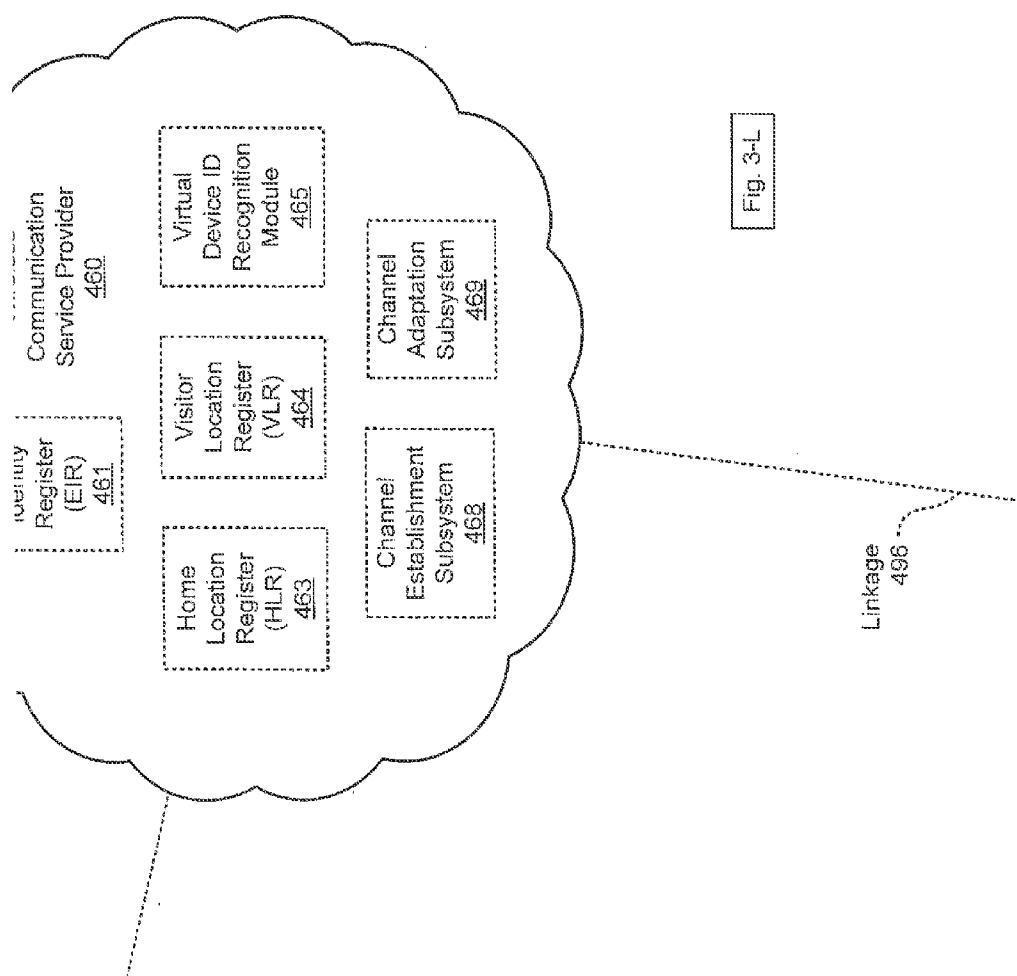 Identity
Register
(EIR)
461
Communication
Service Provider
460
Home
Location
Register
(HLR)
463
Visitor
Location
Register
(VLR)
464
Virtual
Device ID
Recognition
Module
465
Channel
Establishment
Subsystem
468
Channel
Adaptation
Subsystem
469
Fig. 3-L
Linkage
496